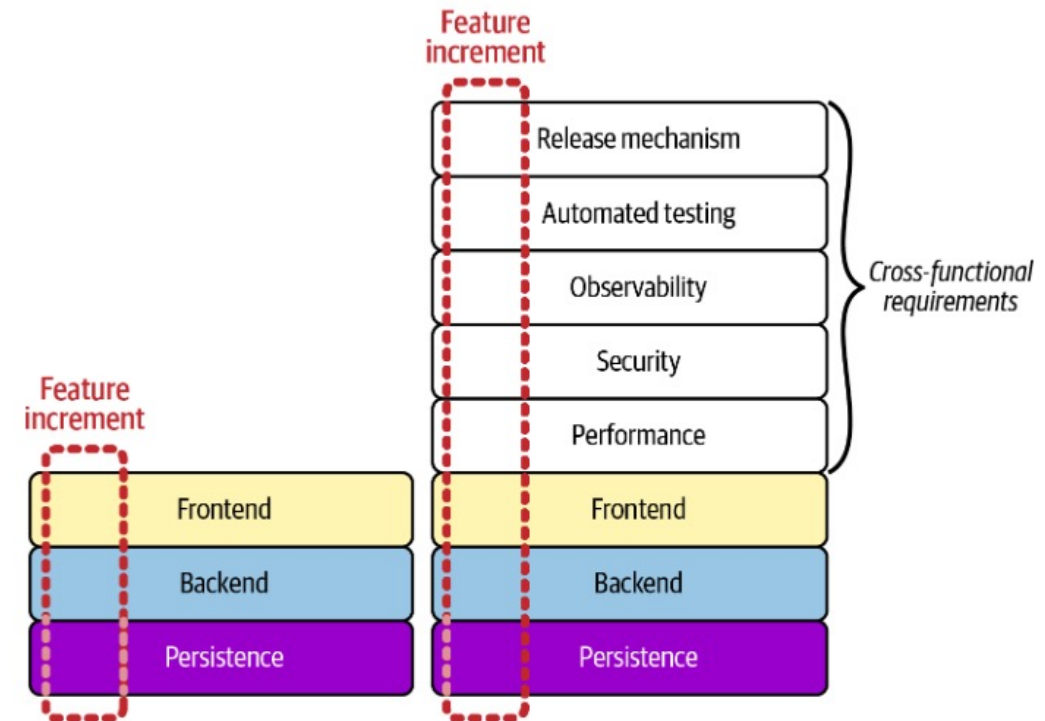 Feature
increment
Release mechanism
Automated testing
Observability
Security
Performance
Cross-functional
requirements
Feature
increment
Frontend
Backend
Persistence
Frontend
Backend
Persistence